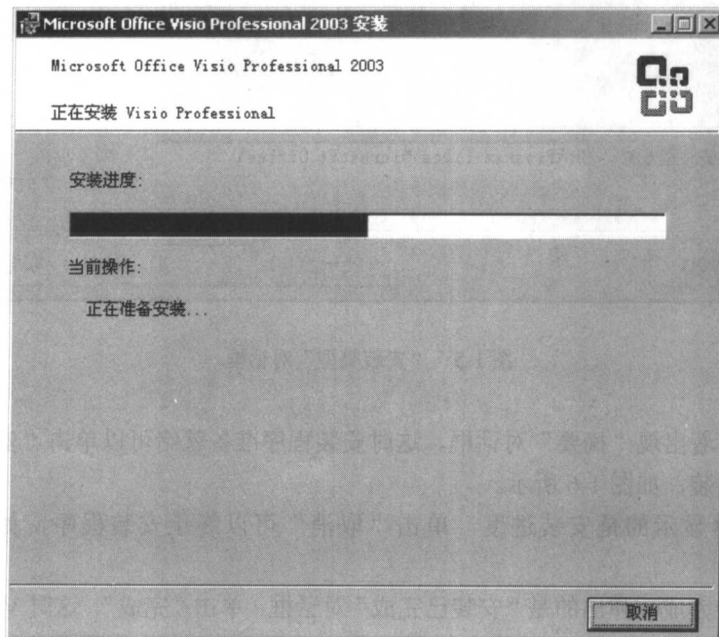 Microsoft Office Visio Professional 2003 安装
Microsoft Office Visio Professional 2003
正在安装 Visio Professional
安装进度:
当前操作:
正在准备安装...
取消